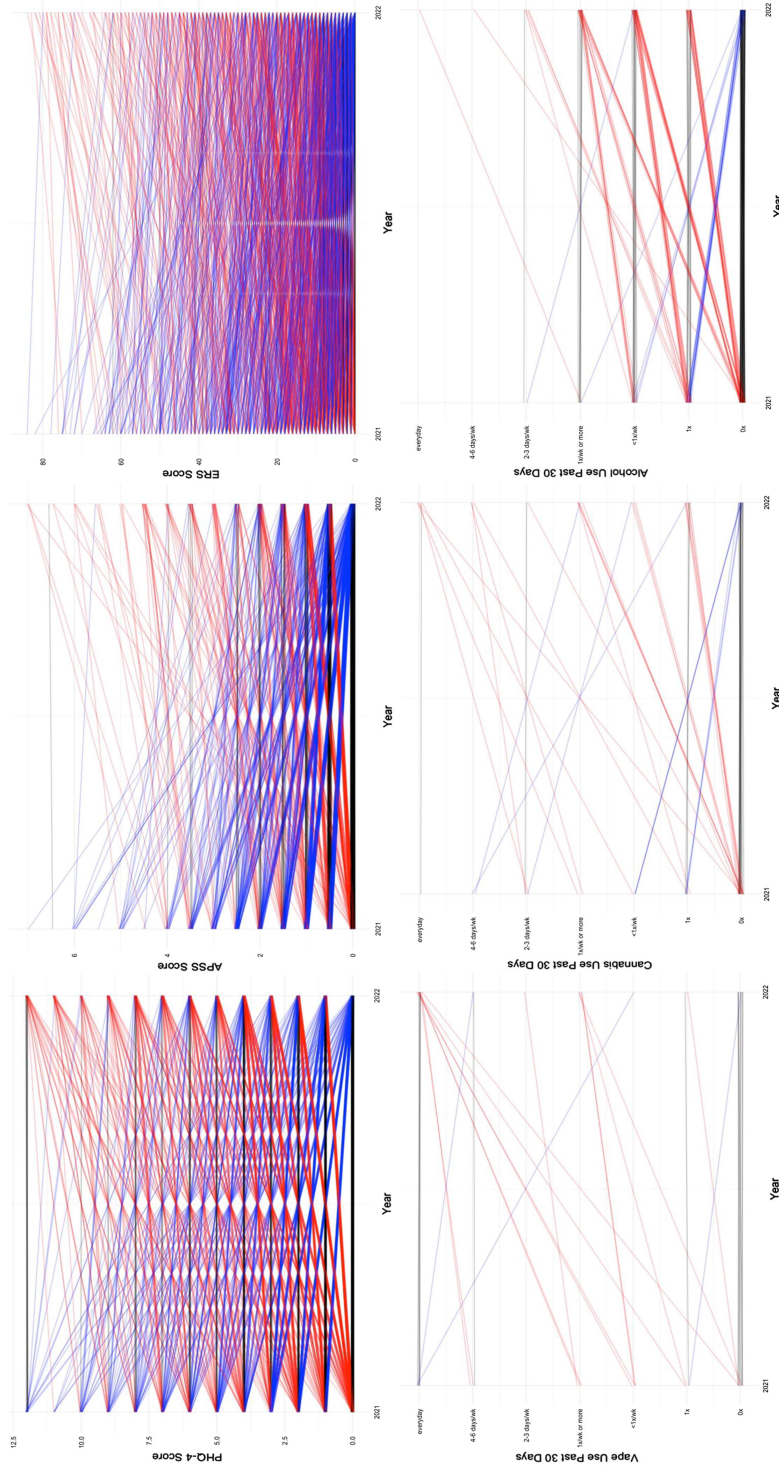 12.5
10.0
7.5
5.0
2.5
0.0
PHQ-4 Score
2021
2022
Year
6
4
2
0
APSS Score
2021
2022
Year
80
60
40
20
0
ERS Score
2021
2022
Year
everyday
4-6 days/wk
2-3 days/wk
1x/wk or more
<1x/wk
1x
0x
Vape Use Past 30 Days
2021
2022
Year
everyday
4-6 days/wk
2-3 days/wk
1x/wk or more
<1x/wk
1x
0x
Cannabis Use Past 30 Days
2021
2022
Year
everyday
4-6 days/wk
2-3 days/wk
1x/wk or more
<1x/wk
1x
0x
Alcohol Use Past 30 Days
2021
2022
Year